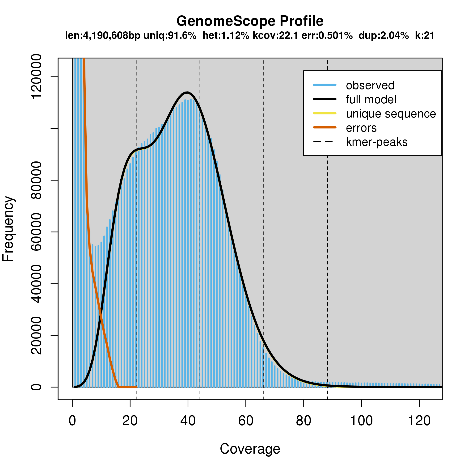 GenomeScope Profile
len:4,190,608bp uniq:91.6% het:1.12% kcov:22.1 err:0.501% dup:2.04% k:21
120000
80000
60000
40000
20000
0
Frequency
observed
full model
unique sequence
errors
kmer-peaks
0 20 40 60 80 100 120
Coverage